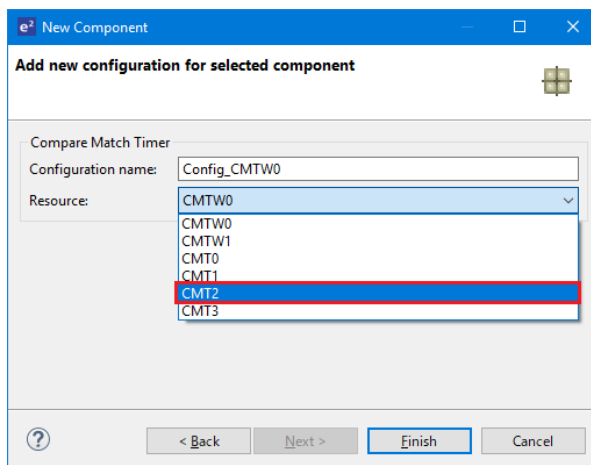 e² New Component
Add new configuration for selected component
Compare Match Timer
Configuration name: Config_CMTW0
Resource: CMTW0
CMTW0
CMTW1
CMT0
CMT1
CMT2
CMT3
? < Back Next > Finish Cancel